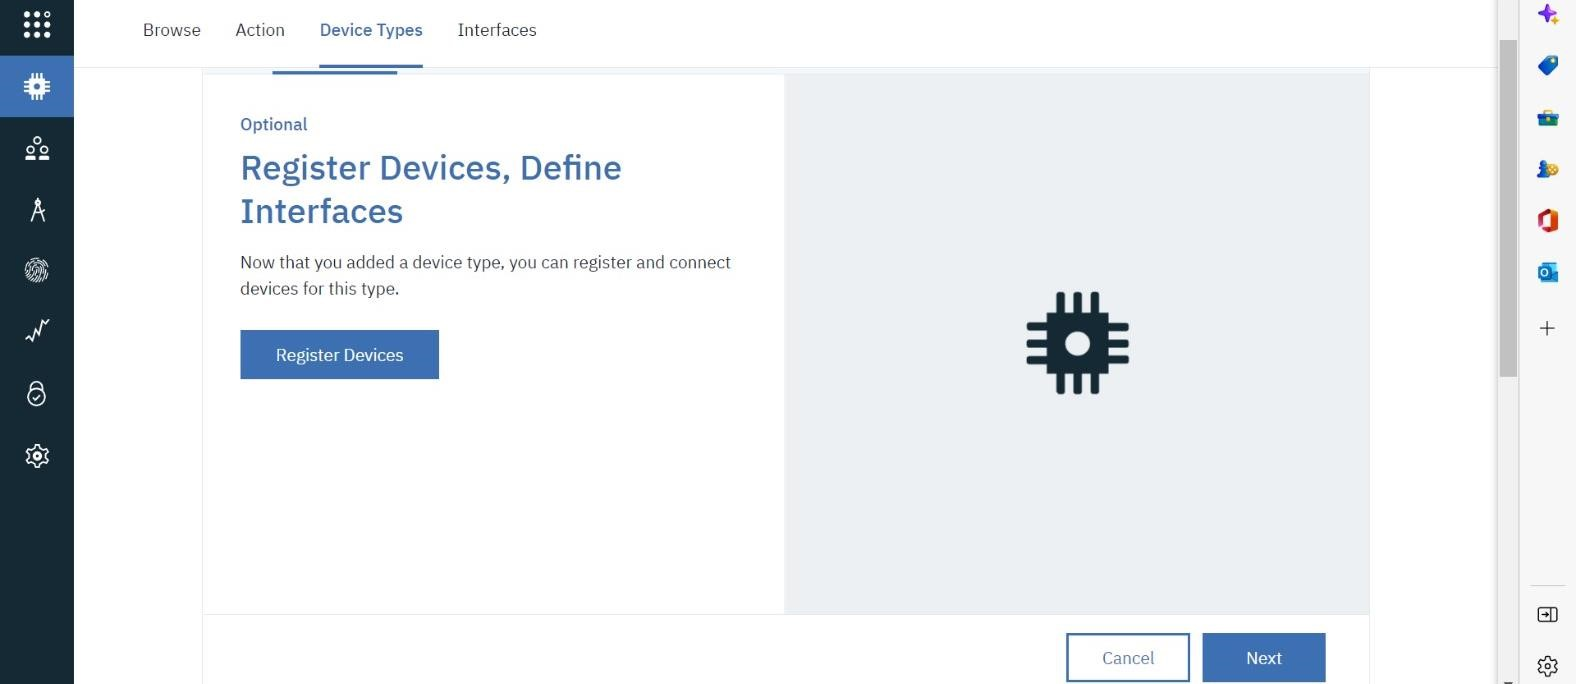 Browse Action Device Types Interfaces
Optional
Register Devices, Define
Interfaces
Now that you added a device type, you can register and connect
devices for this type.
Register Devices
Cancel Next